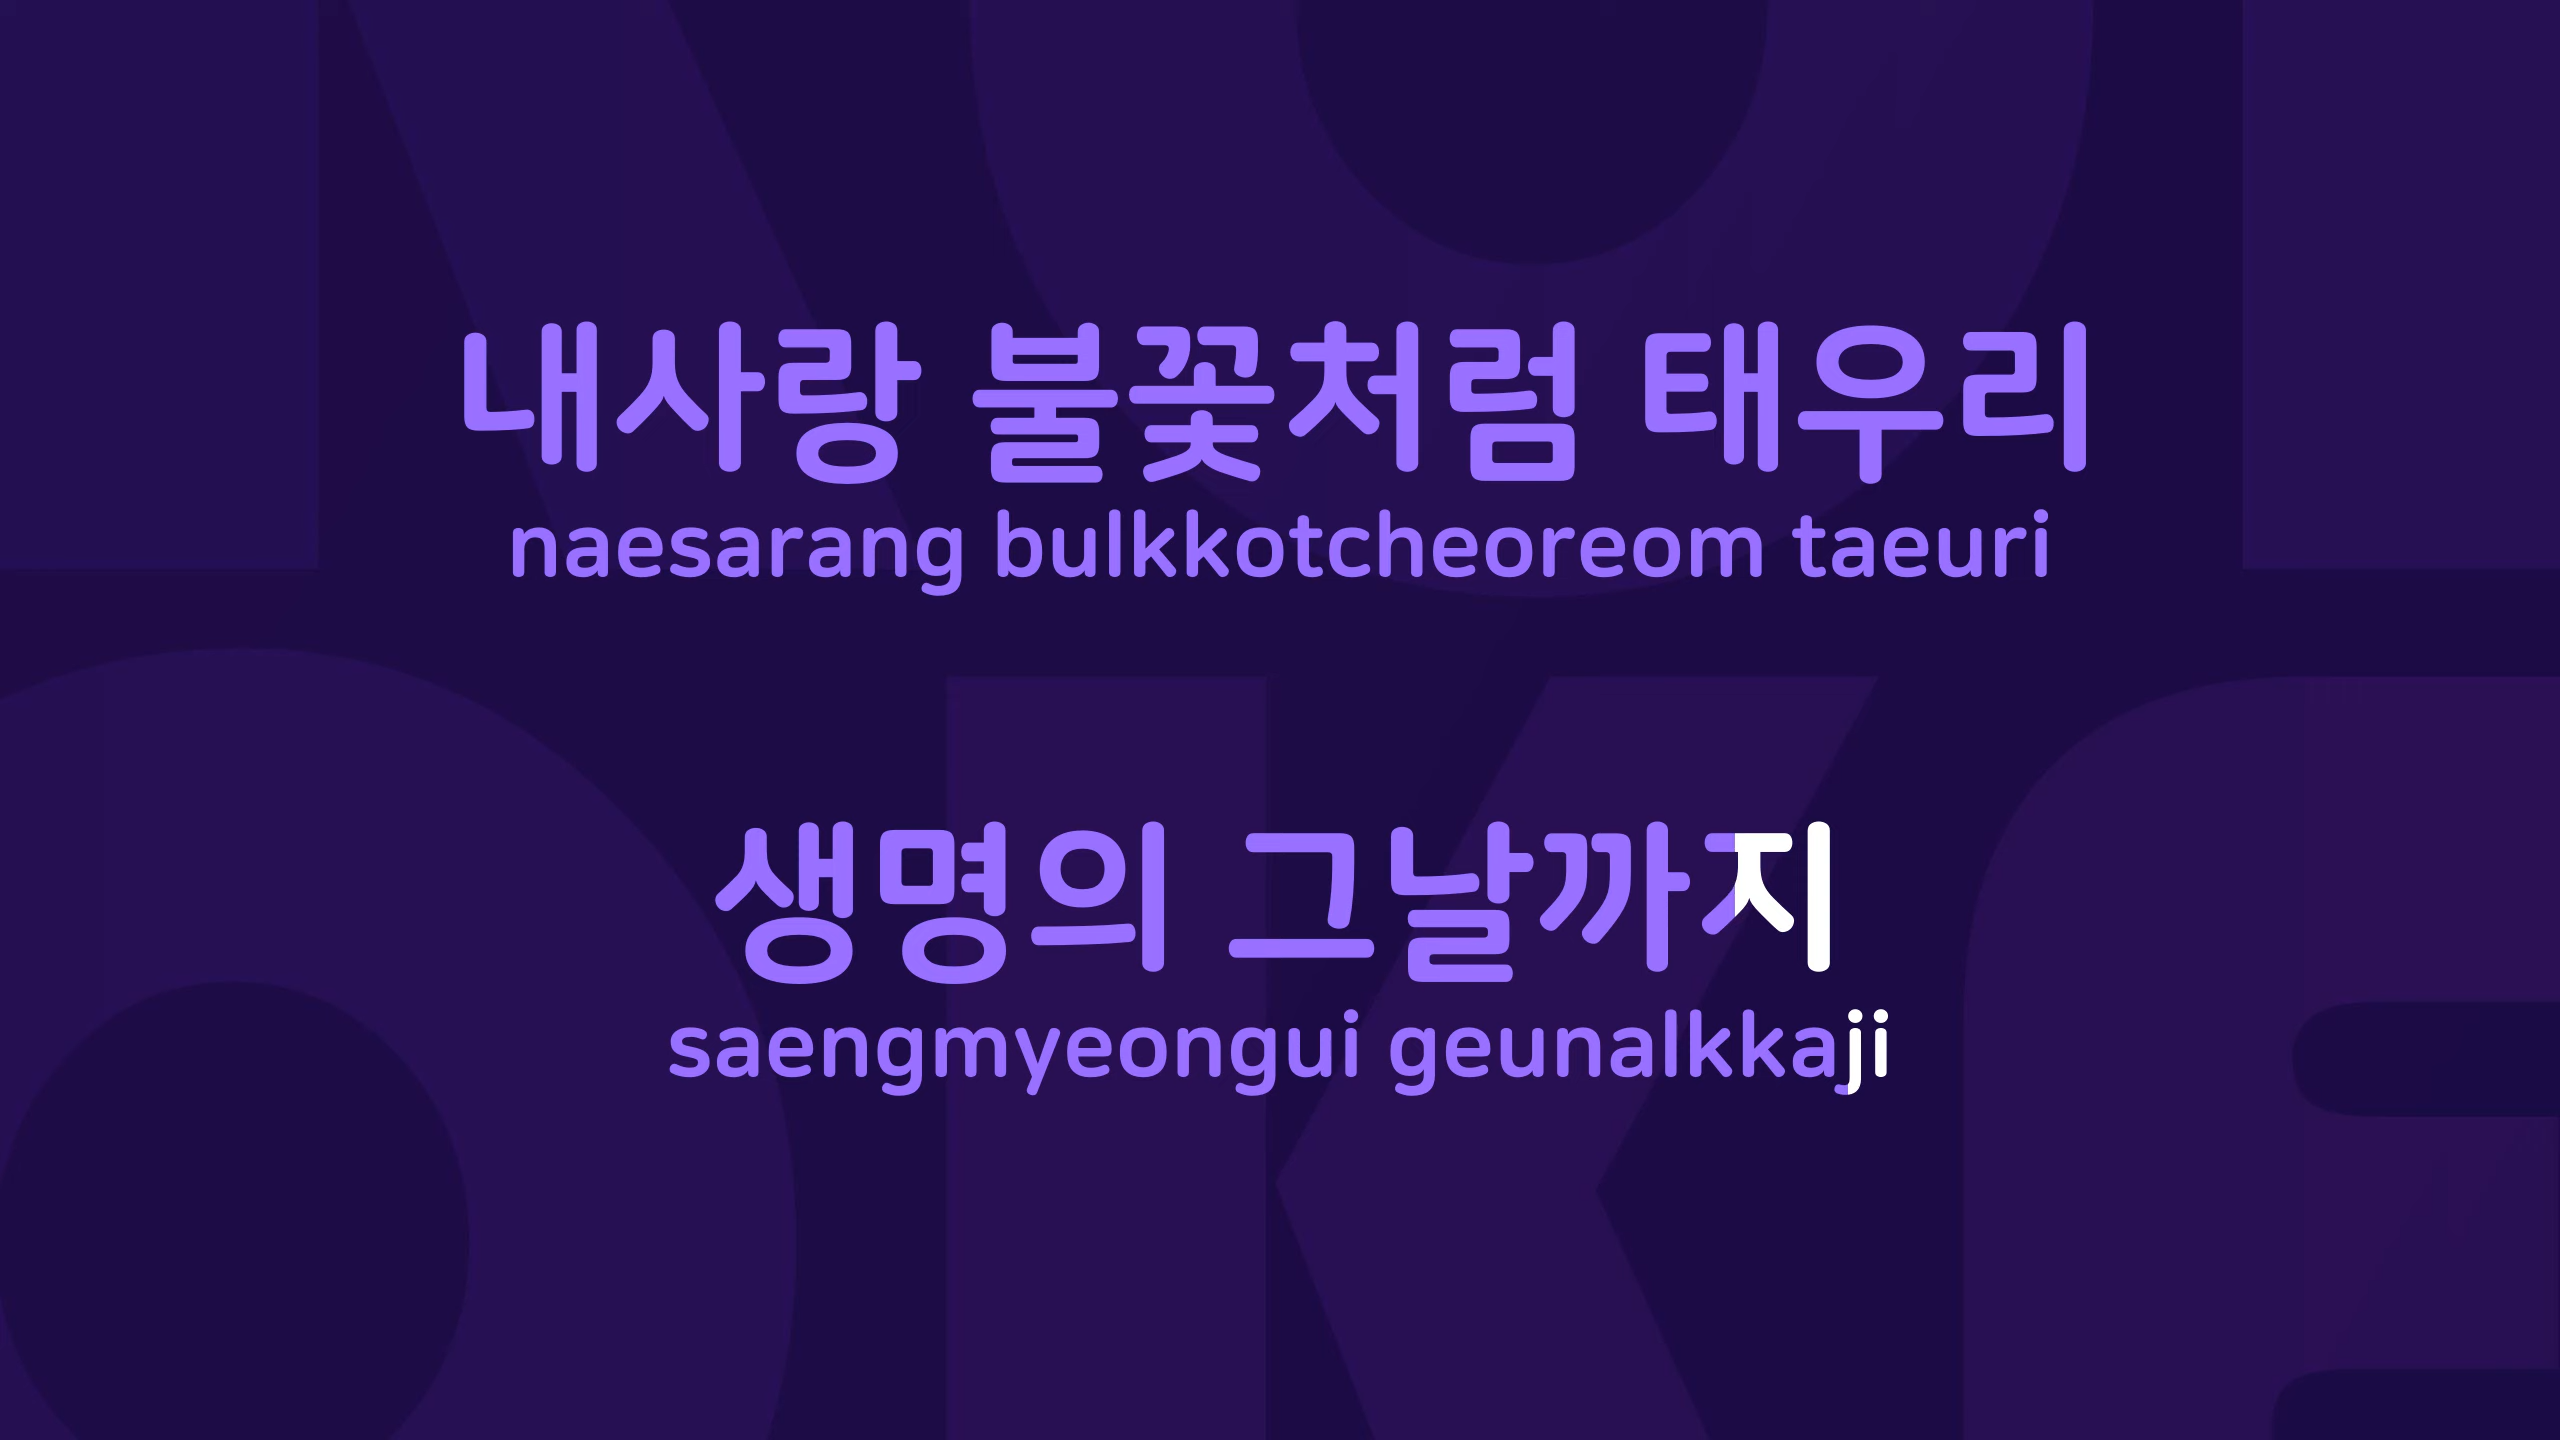 내사랑 불꽃처럼 태우리
naesarang bulkkotcheoreom taeuri
생명의 그날까지
saengmyeongui geunalkkaji